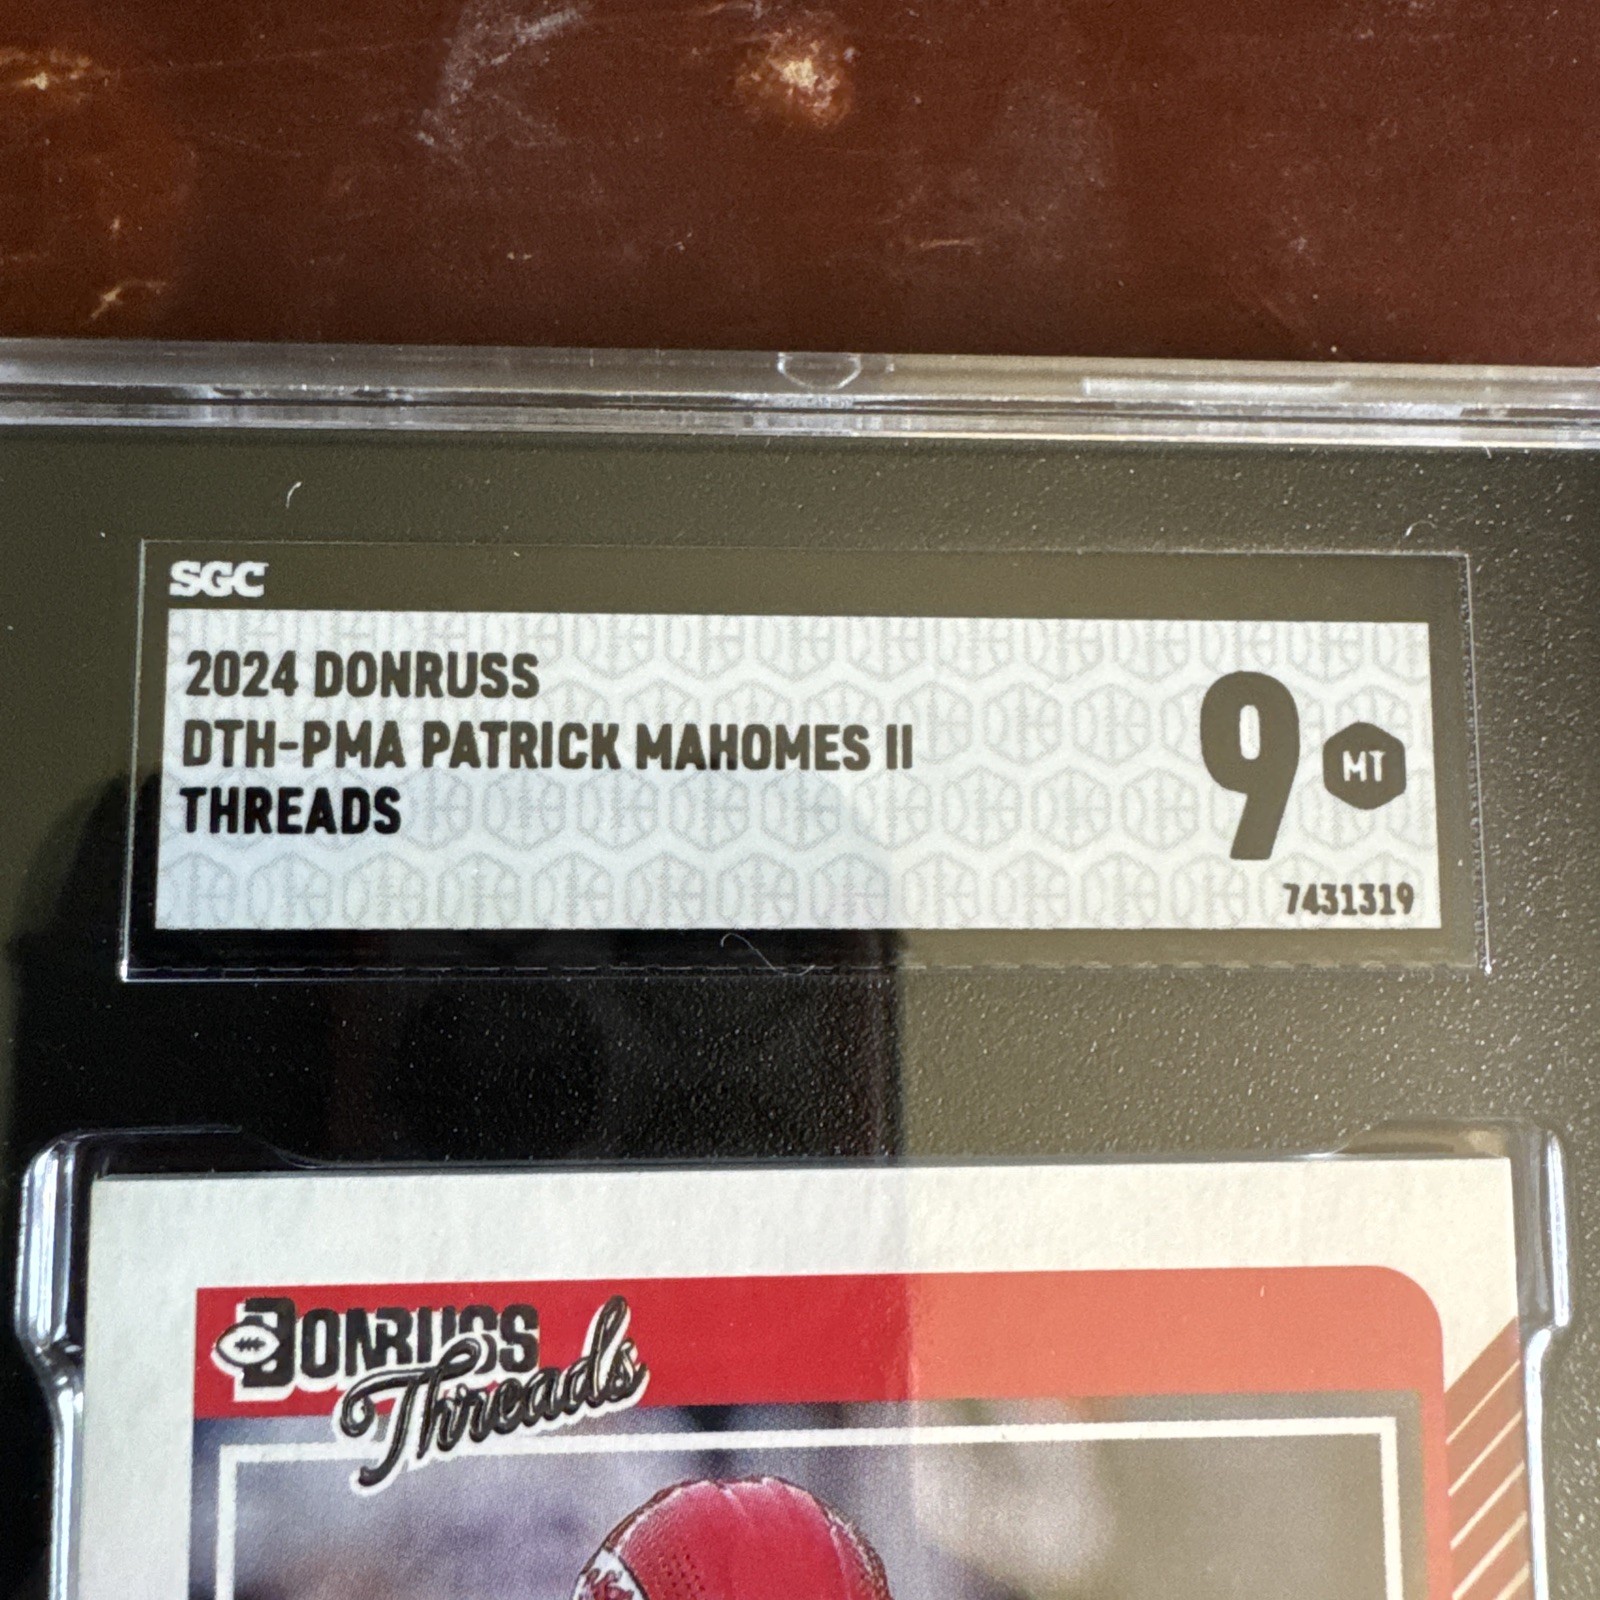 SGC
2024 DONRUSS
DTH-PMA PATRICK MAHOMES II
THREADS
9
MT
7431319
DONRUSS
Threads